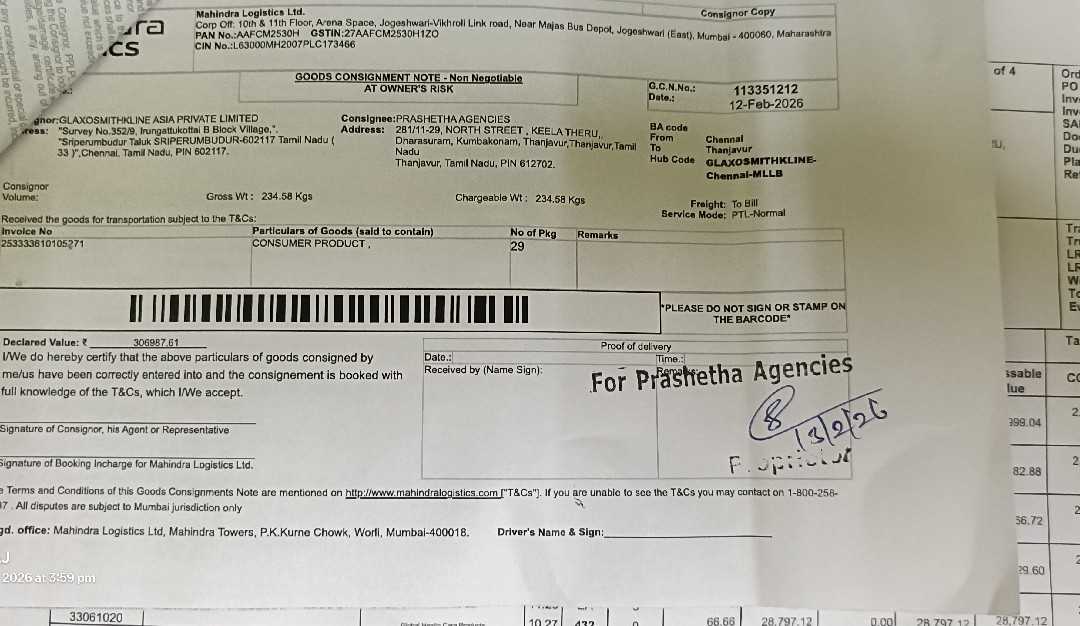 Mahindra Logistics Ltd.
Consignor Copy
Corp Off: 10th & 11th Floor, Arena Space, Jogeshwari-Vikhroli Link road, Near Majas Bus Depot, Jogeshwari (East), Mumbai - 400060, Maharashtra
PAN No.:AAFCM2530H GSTIN:27AAFCM2530H1ZO
CIN No.:L63000MH2007PLC173466
GOODS CONSIGNMENT NOTE - Non Negotiable
AT OWNER'S RISK
G.C.N.No.: 113351212
Date.: 12-Feb-2026
gnor:GLAXOSMITHKLINE ASIA PRIVATE LIMITED
"Survey No.352/9, Irungattukottai B Block Village,".
"Sriperumbudur Taluk SRIPERUMBUDUR-602117 Tamil Nadu (
33 )",Chennai, Tamil Nadu, PIN 602117.
Consignee:PRASHETHA AGENCIES
Address: 281/11-29, NORTH STREET , KEELA THERU,,
Dharasuram, Kumbakonam, Thanjavur,Thanjavur,Tamil
Nadu
Thanjavur, Tamil Nadu, PIN 612702.
BA code
From Chennai
To Thanjavur
Hub Code GLAXOSMITHKLINE-
Chennai-MLLB
Consignor
Volume:
Gross Wt : 234.58 Kgs
Chargeable Wt : 234.58 Kgs
Freight: To Bill
Service Mode: PTL-Normal
Received the goods for transportation subject to the T&Cs:
Invoice No Particulars of Goods (said to contain) No of Pkg Remarks
253333610105271 CONSUMER PRODUCT , 29
*PLEASE DO NOT SIGN OR STAMP ON
THE BARCODE*
Declared Value: ₹ 306987.61
I/We do hereby certify that the above particulars of goods consigned by
me/us have been correctly entered into and the consignement is booked with
full knowledge of the T&Cs, which I/We accept.
Proof of delivery
Date.: Time.:
Received by (Name Sign):
For Prashetha Agencies
13/2/26
Proprietor
Signature of Consignor, his Agent or Representative
Signature of Booking Incharge for Mahindra Logistics Ltd.
Terms and Conditions of this Goods Consignments Note are mentioned on http://www.mahindralogistics.com ["T&Cs"]. If you are unable to see the T&Cs you may contact on 1-800-258-
. All disputes are subject to Mumbai jurisdiction only
gd. office: Mahindra Logistics Ltd, Mahindra Towers, P.K.Kurne Chowk, Worli, Mumbai-400018.
Driver's Name & Sign:
2026 at 3:59 pm
of 4
82.88
33061020
10.27
66.66
28,797.12
0.00
28,797.12
28,797.12